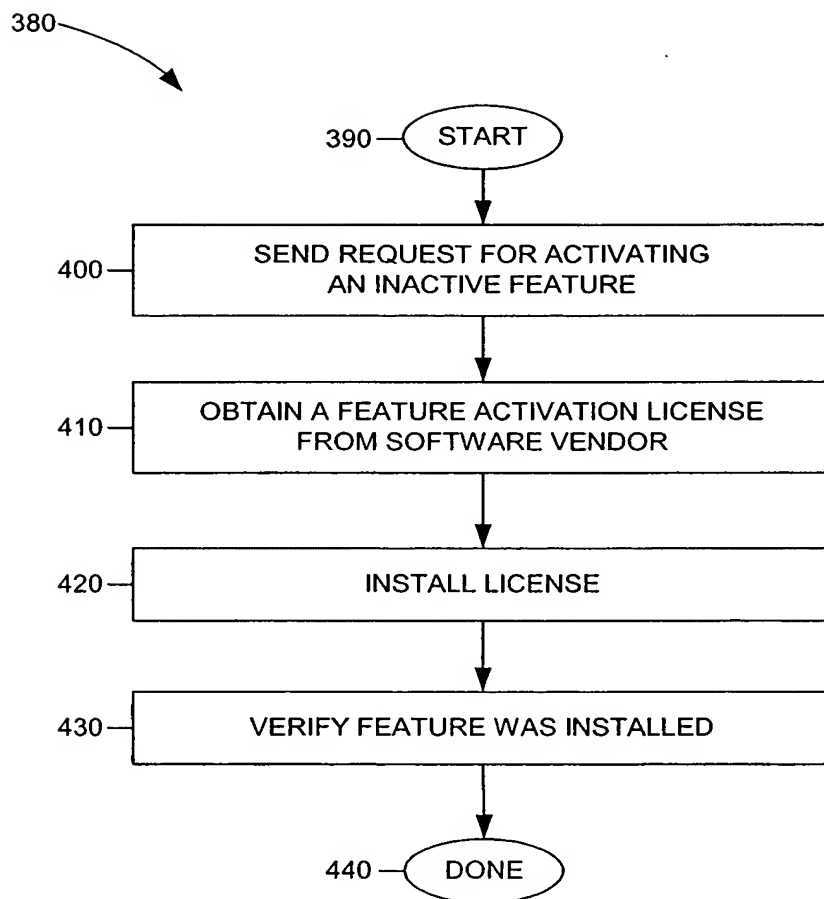 380
390
START
400
SEND REQUEST FOR ACTIVATING
AN INACTIVE FEATURE
410
OBTAIN A FEATURE ACTIVATION LICENSE
FROM SOFTWARE VENDOR
420
INSTALL LICENSE
430
VERIFY FEATURE WAS INSTALLED
440
DONE